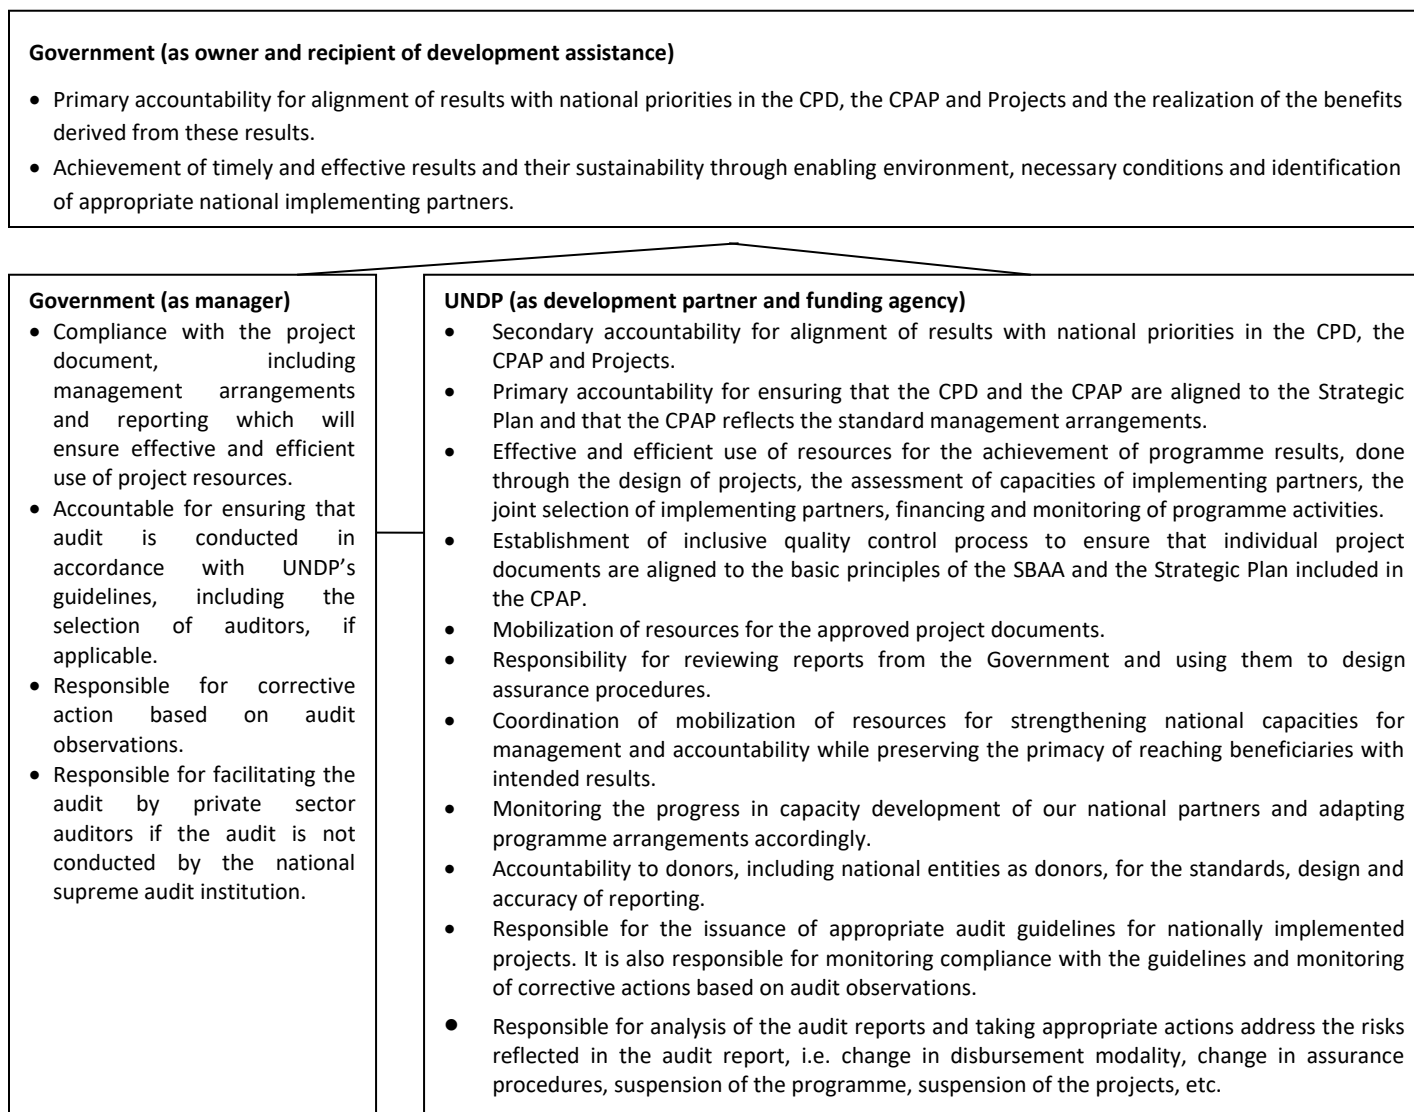 Government (as owner and recipient of development assistance)
• Primary accountability for alignment of results with national priorities in the CPD, the CPAP and Projects and the realization of the benefits
derived from these results.
• Achievement of timely and effective results and their sustainability through enabling environment, necessary conditions and identification
of appropriate national implementing partners.
Government (as manager)
• Compliance with the project
document, including
management arrangements
and reporting which will
ensure effective and efficient
use of project resources.
• Accountable for ensuring that
audit is conducted in
accordance with UNDP’s
guidelines, including the
selection of auditors, if
applicable.
• Responsible for corrective
action based on audit
observations.
• Responsible for facilitating the
audit by private sector
auditors if the audit is not
conducted by the national
supreme audit institution.
UNDP (as development partner and funding agency)
• Secondary accountability for alignment of results with national priorities in the CPD, the
CPAP and Projects.
• Primary accountability for ensuring that the CPD and the CPAP are aligned to the Strategic
Plan and that the CPAP reflects the standard management arrangements.
• Effective and efficient use of resources for the achievement of programme results, done
through the design of projects, the assessment of capacities of implementing partners, the
joint selection of implementing partners, financing and monitoring of programme activities.
• Establishment of inclusive quality control process to ensure that individual project
documents are aligned to the basic principles of the SBAA and the Strategic Plan included in
the CPAP.
• Mobilization of resources for the approved project documents.
• Responsibility for reviewing reports from the Government and using them to design
assurance procedures.
• Coordination of mobilization of resources for strengthening national capacities for
management and accountability while preserving the primacy of reaching beneficiaries with
intended results.
• Monitoring the progress in capacity development of our national partners and adapting
programme arrangements accordingly.
• Accountability to donors, including national entities as donors, for the standards, design and
accuracy of reporting.
• Responsible for the issuance of appropriate audit guidelines for nationally implemented
projects. It is also responsible for monitoring compliance with the guidelines and monitoring
of corrective actions based on audit observations.
• Responsible for analysis of the audit reports and taking appropriate actions address the risks
reflected in the audit report, i.e. change in disbursement modality, change in assurance
procedures, suspension of the programme, suspension of the projects, etc.